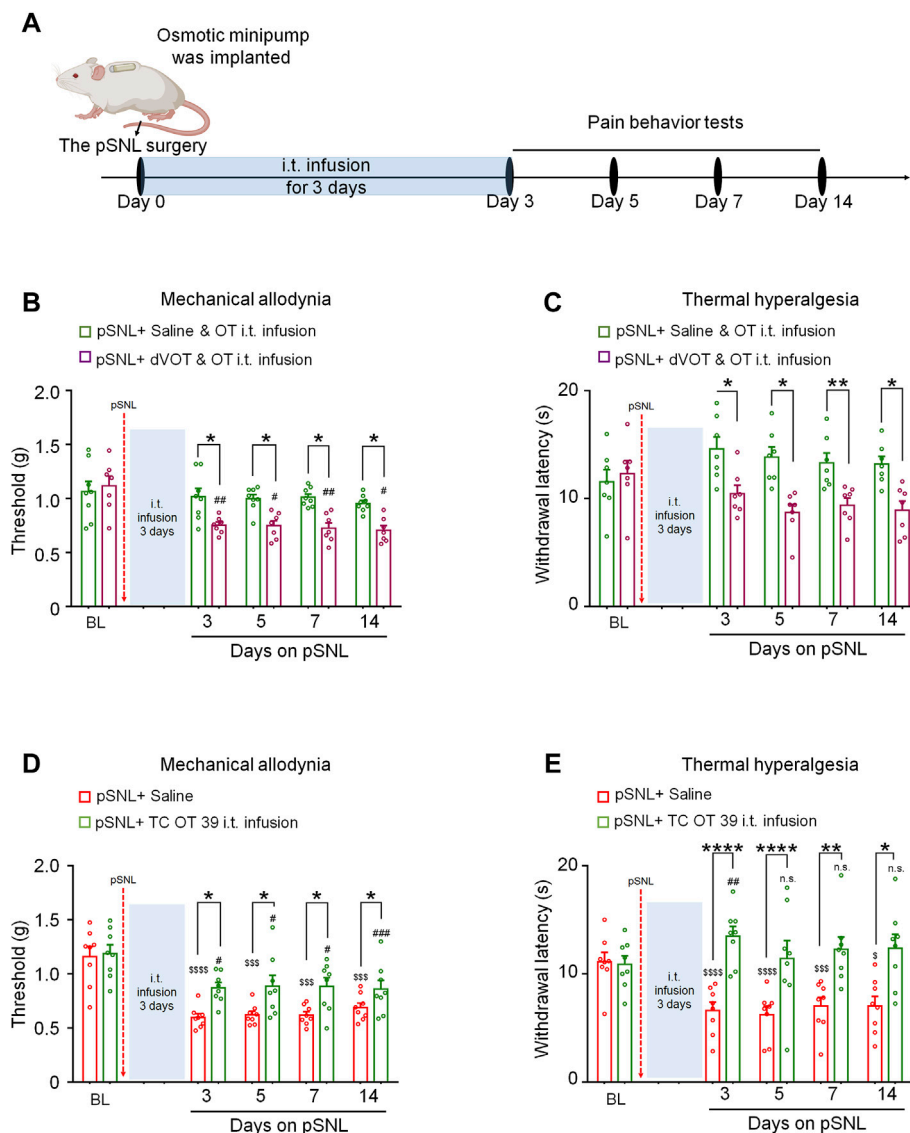 A
Osmotic minipump
was implanted
The pSNL surgery
i.t. infusion
for 3 days
Pain behavior tests
Day 0
Day 3
Day 5
Day 7
Day 14
B
Mechanical allodynia
pSNL+ Saline & OT i.t. infusion
pSNL+ dVOT & OT i.t. infusion
Threshold (g)
2.0
1.5
1.0
0.5
0
pSNL
i.t.
infusion
3 days
* * * *
## # ## #
BL
3 5 7 14
Days on pSNL
C
Thermal hyperalgesia
pSNL+ Saline & OT i.t. infusion
pSNL+ dVOT & OT i.t. infusion
Withdrawal latency (s)
20
10
0
pSNL
i.t.
infusion
3 days
* * ** *
BL
3 5 7 14
Days on pSNL
D
Mechanical allodynia
pSNL+ Saline
pSNL+ TC OT 39 i.t. infusion
Threshold (g)
2.0
1.5
1.0
0.5
0
pSNL
i.t.
infusion
3 days
* * * *
$$$$ # $$$ # $$$ # $$$ ###
BL
3 5 7 14
Days on pSNL
E
Thermal hyperalgesia
pSNL+ Saline
pSNL+ TC OT 39 i.t. infusion
Withdrawal latency (s)
20
10
0
pSNL
i.t.
infusion
3 days
**** **** ** *
$$$$ ## $$$$ n.s. $$$ n.s. $ n.s.
BL
3 5 7 14
Days on pSNL